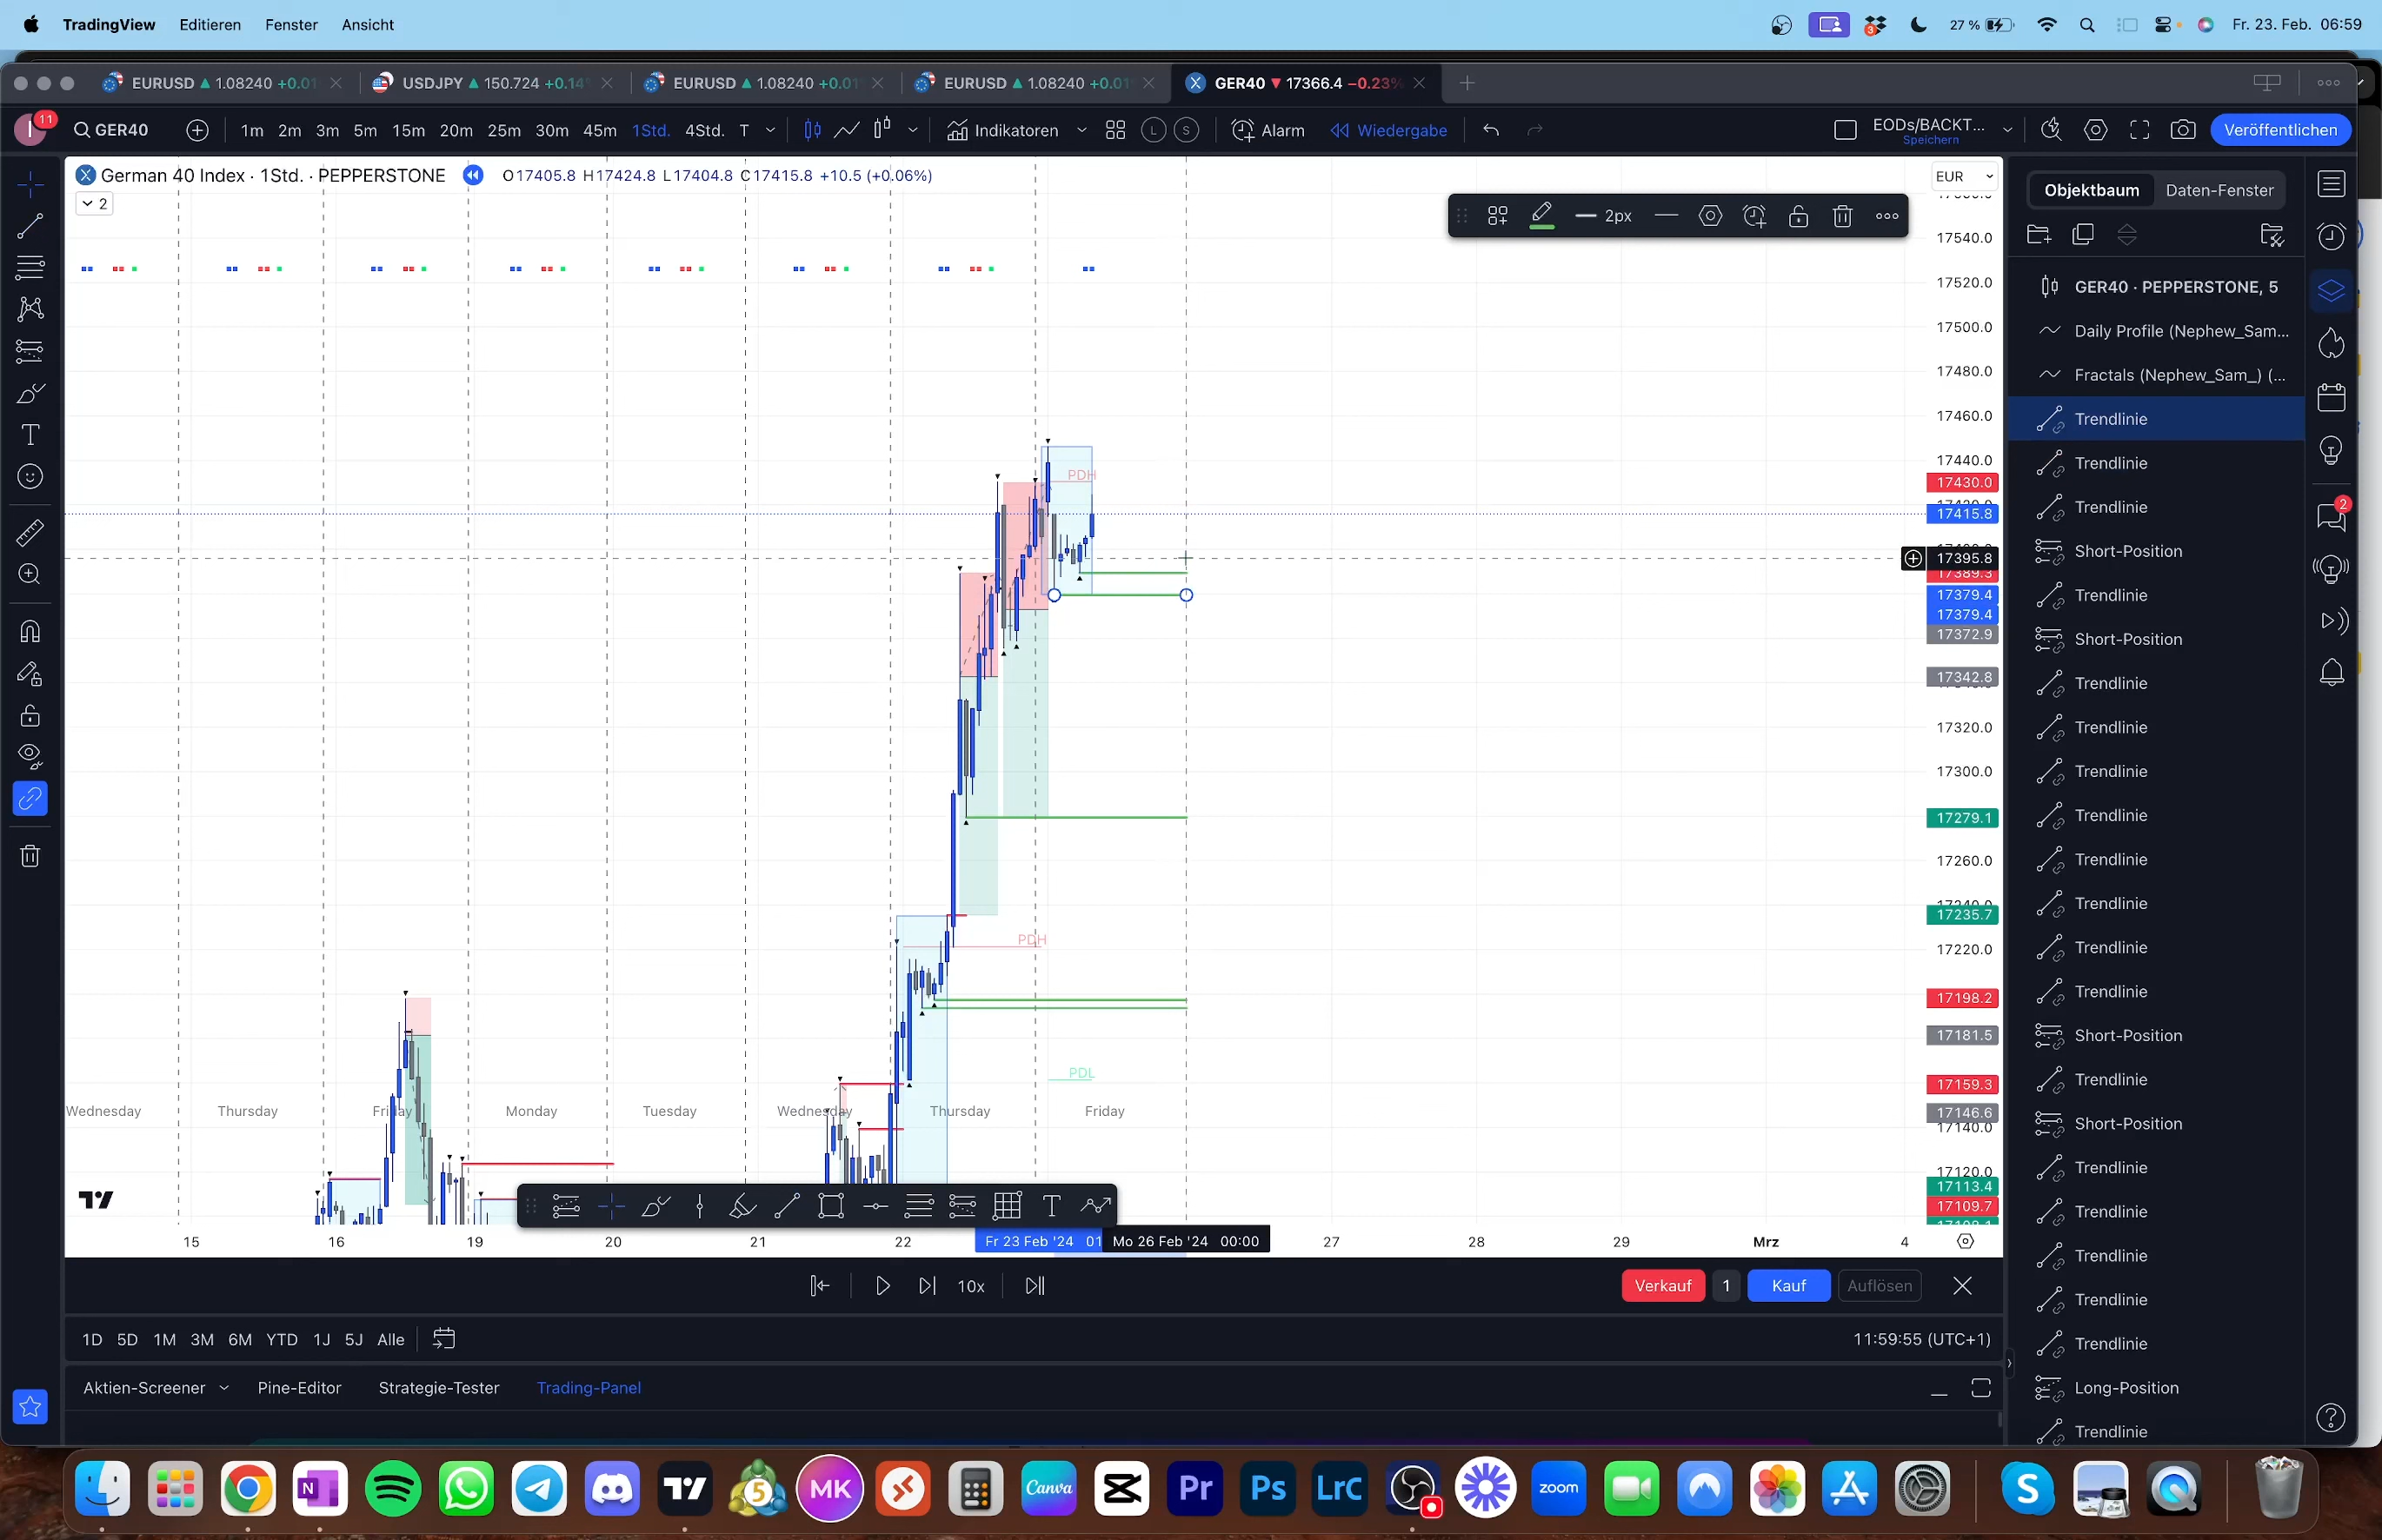 TradingView Editieren Fenster Ansicht
3 27 % Fr. 23. Feb. 06:59
EURUSD 1.08240 +0.01 USDJPY 150.724 +0.14 EURUSD 1.08240 +0.01 EURUSD 1.08240 +0.01 GER40 17366.4 −0.23%
11 GER40 1m 2m 3m 5m 15m 20m 25m 30m 45m 1Std. 4Std. T Indikatoren L S Alarm Wiedergabe EODs/BACKT... Veröffentlichen
Speichern
German 40 Index · 1Std. · PEPPERSTONE O17405.8 H17424.8 L17404.8 C17415.8 +10.5 (+0.06%)
2
EUR
2px
Objektbaum Daten-Fenster
GER40 · PEPPERSTONE, 5
Daily Profile (Nephew_Sam...
Fractals (Nephew_Sam_) (...
Trendlinie
Trendlinie
Trendlinie
Short-Position
Trendlinie
Short-Position
Trendlinie
Trendlinie
Trendlinie
Trendlinie
Trendlinie
Trendlinie
Trendlinie
Trendlinie
Short-Position
Trendlinie
Short-Position
Trendlinie
Trendlinie
Trendlinie
Trendlinie
Trendlinie
Long-Position
Trendlinie
2
17540.0
17520.0
17500.0
17480.0
17460.0
17440.0
17430.0
17415.8
17395.8
17389.3
17379.4
17379.4
17372.9
17342.8
17320.0
17300.0
17279.1
17260.0
17235.7
17220.0
17198.2
17181.5
17159.3
17146.6
17140.0
17120.0
17113.4
17109.7
PDH
PDH
PDL
Wednesday Thursday Friday Monday Tuesday Wednesday Thursday Friday
15 16 19 20 21 22 Fr 23 Feb '24 01 Mo 26 Feb '24 00:00 27 28 29 Mrz 4
10x Verkauf 1 Kauf Auflösen
1D 5D 1M 3M 6M YTD 1J 5J Alle 11:59:55 (UTC+1)
Aktien-Screener Pine-Editor Strategie-Tester Trading-Panel
N 5 MK Canva Pr Ps LrC zoom S